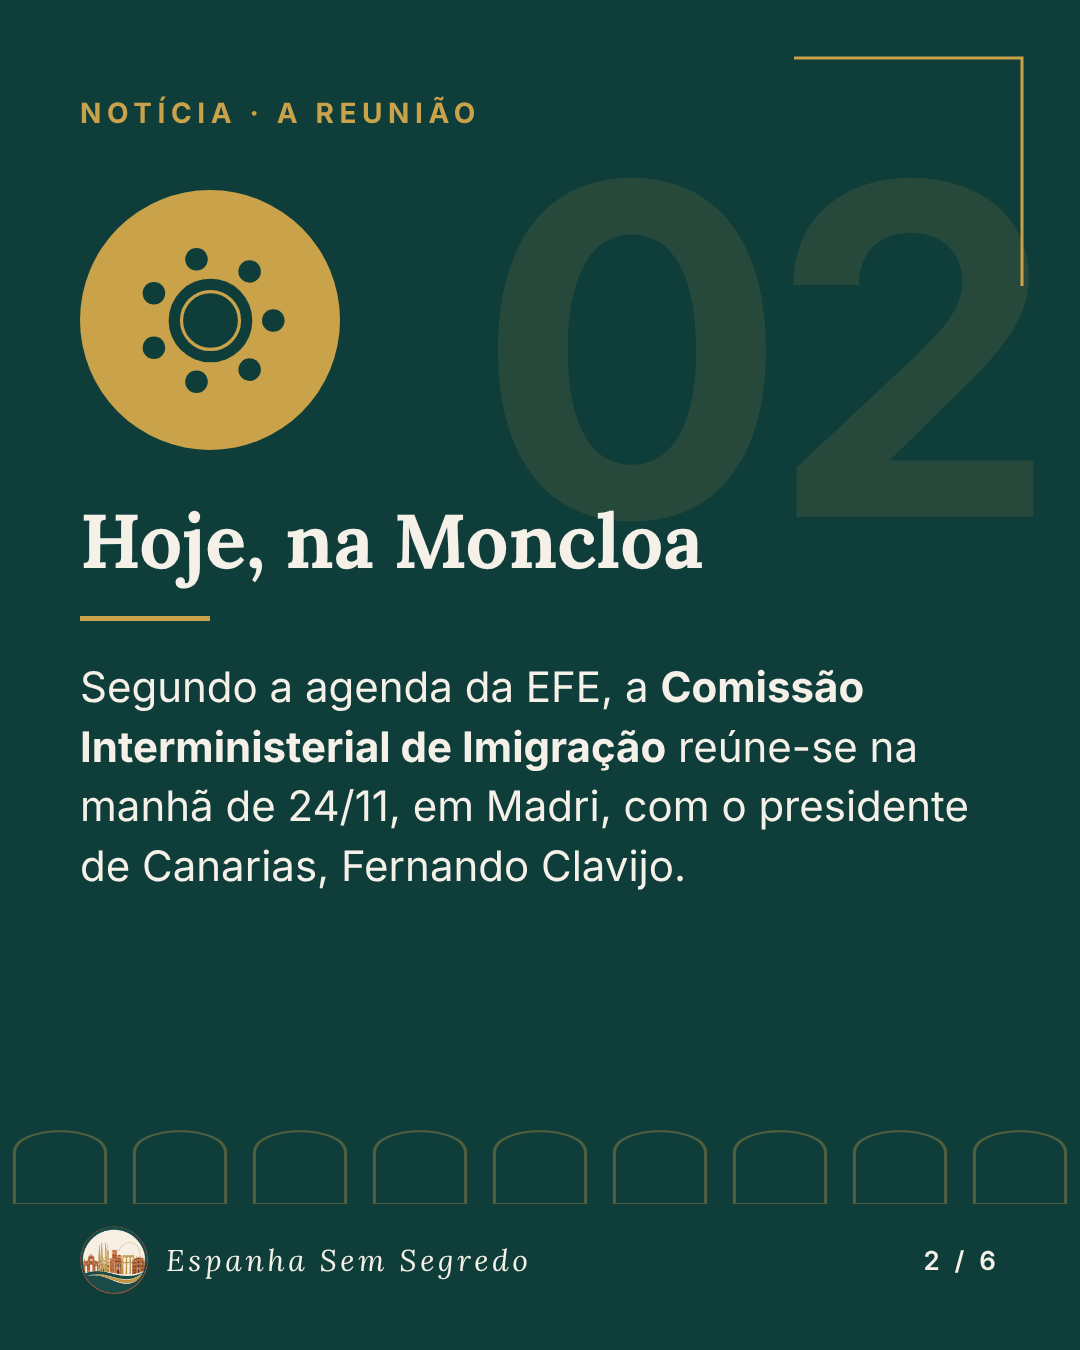 NOTÍCIA · A REUNIÃO
02
Hoje, na Moncloa
Segundo a agenda da EFE, a Comissão
Interministerial de Imigração reúne-se na
manhã de 24/11, em Madri, com o presidente
de Canarias, Fernando Clavijo.
Espanha Sem Segredo
2 / 6